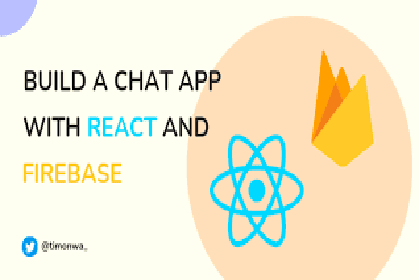 BUILD A CHAT APP
WITH REACT AND
FIREBASE
@timonwa_